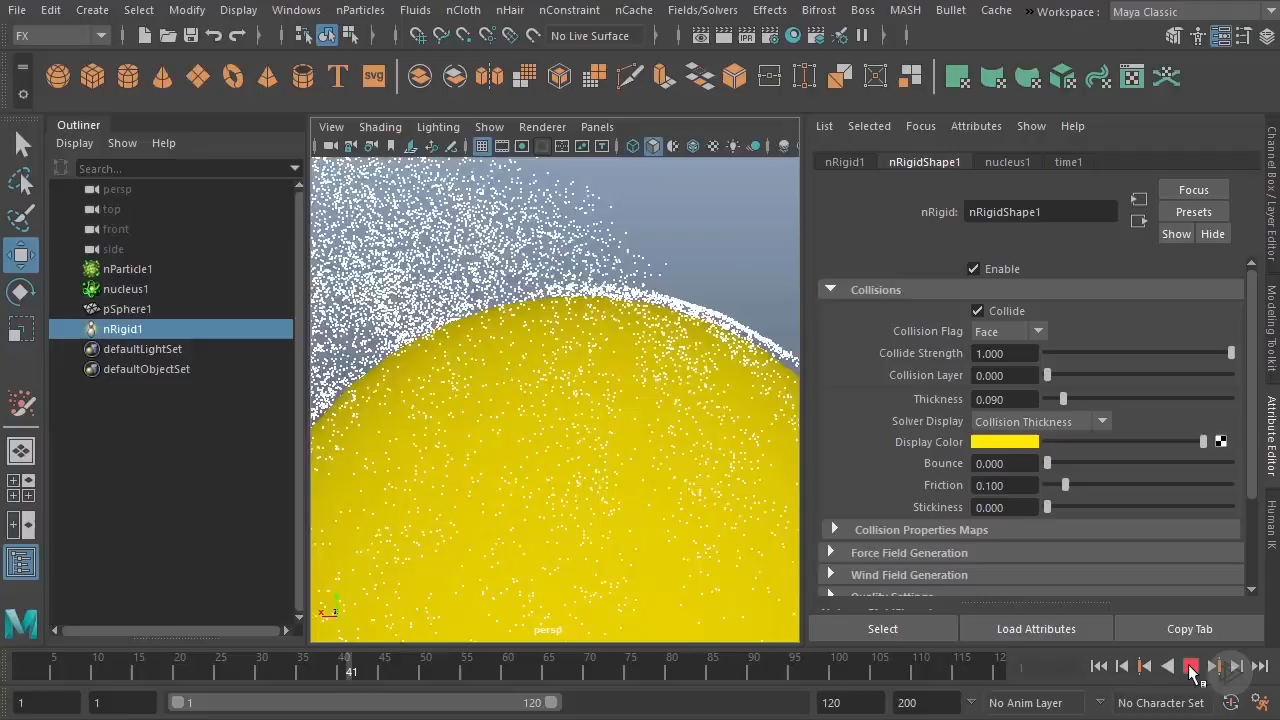 File Edit Create Select Modify Display Windows nParticles Fluids nCloth nHair nConstraint nCache Fields/Solvers Effects Bifrost Boss MASH Bullet Cache » Workspace : Maya Classic
FX No Live Surface
IPR
T svg
Outliner
Display Show Help
Search...
persp
top
front
side
nParticle1
nucleus1
pSphere1
nRigid1
defaultLightSet
defaultObjectSet
View Shading Lighting Show Renderer Panels
persp
List Selected Focus Attributes Show Help
nRigid1 nRigidShape1 nucleus1 time1
Focus
nRigid: nRigidShape1 Presets
Show Hide
Enable
Collisions
Collide
Collision Flag Face
Collide Strength 1.000
Collision Layer 0.000
Thickness 0.090
Solver Display Collision Thickness
Display Color
Bounce 0.000
Friction 0.100
Stickiness 0.000
Collision Properties Maps
Force Field Generation
Wind Field Generation
Quality Settings
Select Load Attributes Copy Tab
Channel Box / Layer Editor
Modeling Toolkit
Attribute Editor
Human IK
5 10 15 20 25 30 35 40 45 50 55 60 65 70 75 80 85 90 95 100 105 110 115 12
41
1 1 1 120 120 200 No Anim Layer No Character Set